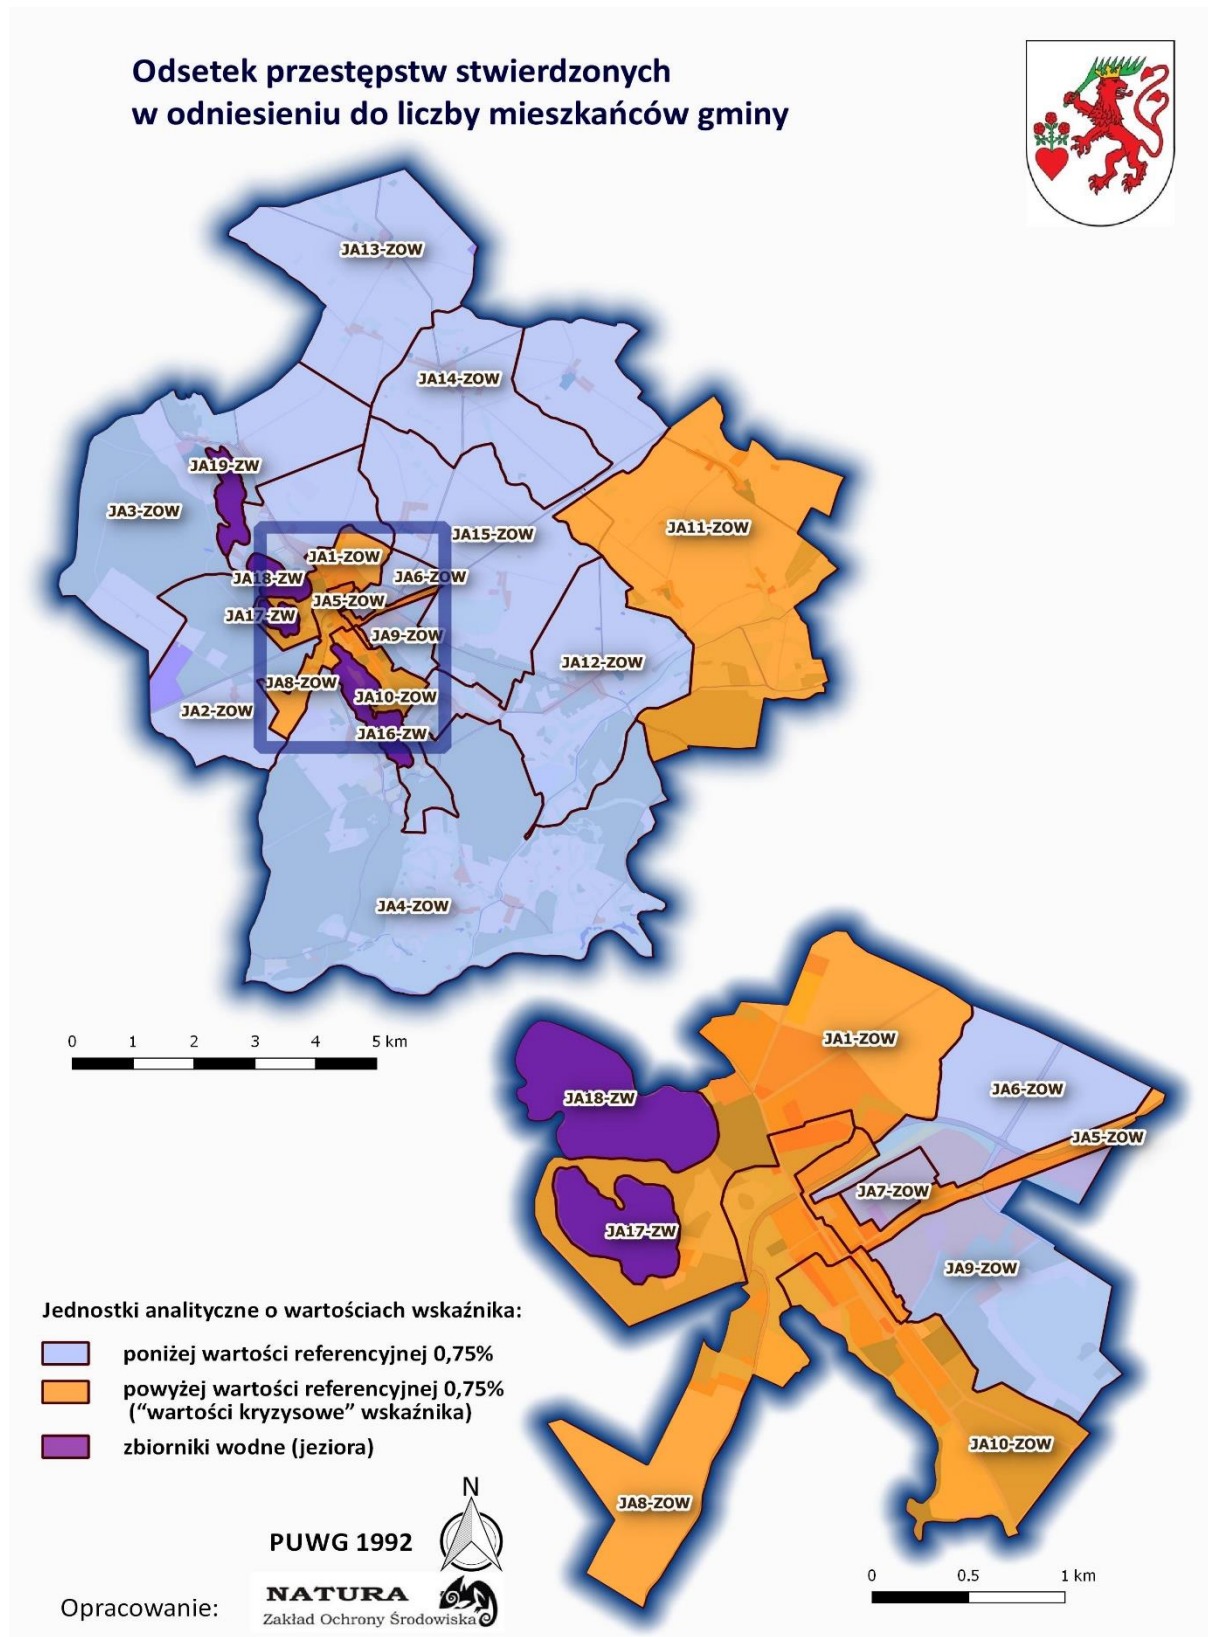 Odsetek przestępstw stwierdzonych
w odniesieniu do liczby mieszkańców gminy
JA13-ZOW
JA14-ZOW
JA19-ZW
JA3-ZOW
JA11-ZOW
JA15-ZOW
JA1-ZOW
JA18-ZW
JA6-ZOW
JA5-ZOW
JA17-ZW
JA9-ZOW
JA12-ZOW
JA8-ZOW
JA10-ZOW
JA2-ZOW
JA16-ZW
JA4-ZOW
0 1 2 3 4 5 km
JA1-ZOW
JA18-ZW
JA6-ZOW
JA5-ZOW
JA7-ZOW
JA17-ZW
JA9-ZOW
JA10-ZOW
JA8-ZOW
Jednostki analityczne o wartościach wskaźnika:
poniżej wartości referencyjnej 0,75%
powyżej wartości referencyjnej 0,75%
(“wartości kryzysowe” wskaźnika)
zbiorniki wodne (jeziora)
N
PUWG 1992
0 0.5 1 km
Opracowanie:
NATURA
Zakład Ochrony Środowiska